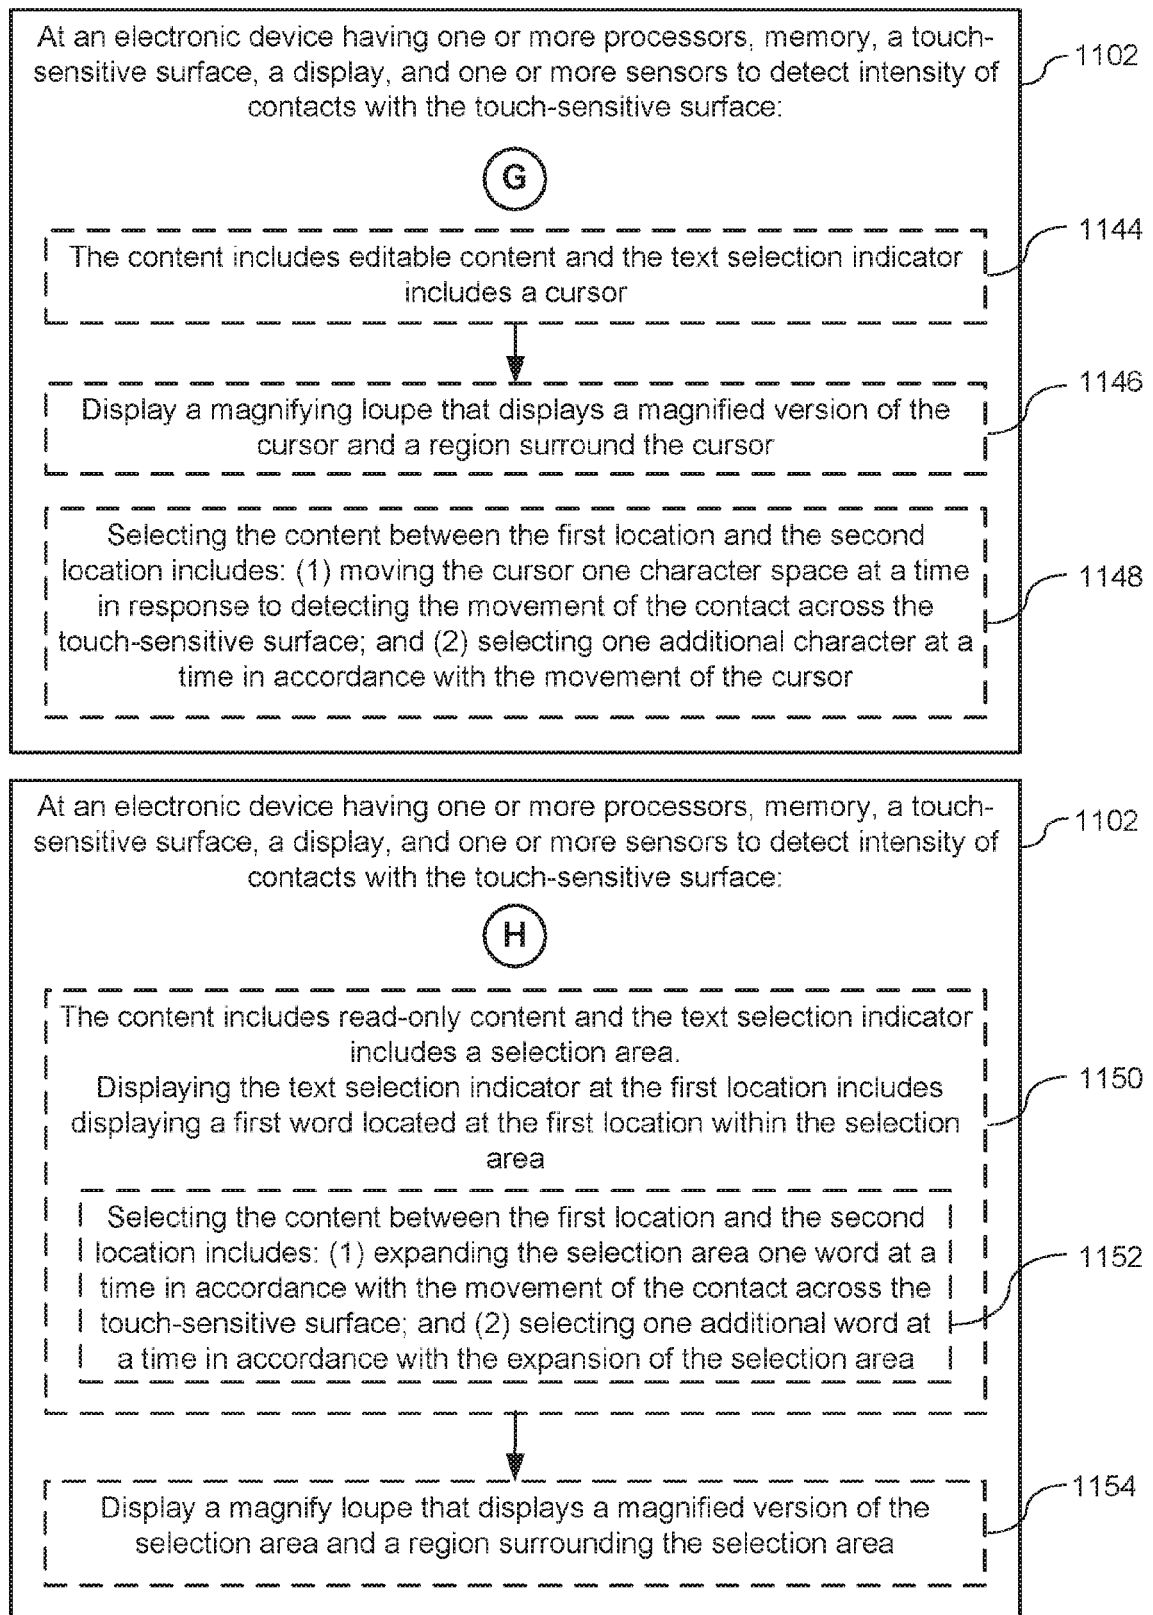 At an electronic device having one or more processors, memory, a touch-
sensitive surface, a display, and one or more sensors to detect intensity of
contacts with the touch-sensitive surface:
1102
G
The content includes editable content and the text selection indicator
includes a cursor
1144
Display a magnifying loupe that displays a magnified version of the
cursor and a region surround the cursor
1146
Selecting the content between the first location and the second
location includes: (1) moving the cursor one character space at a time
in response to detecting the movement of the contact across the
touch-sensitive surface; and (2) selecting one additional character at a
time in accordance with the movement of the cursor
1148
At an electronic device having one or more processors, memory, a touch-
sensitive surface, a display, and one or more sensors to detect intensity of
contacts with the touch-sensitive surface:
1102
H
The content includes read-only content and the text selection indicator
includes a selection area.
Displaying the text selection indicator at the first location includes
displaying a first word located at the first location within the selection
area
1150
Selecting the content between the first location and the second
location includes: (1) expanding the selection area one word at a
time in accordance with the movement of the contact across the
touch-sensitive surface; and (2) selecting one additional word at
a time in accordance with the expansion of the selection area
1152
Display a magnify loupe that displays a magnified version of the
selection area and a region surrounding the selection area
1154